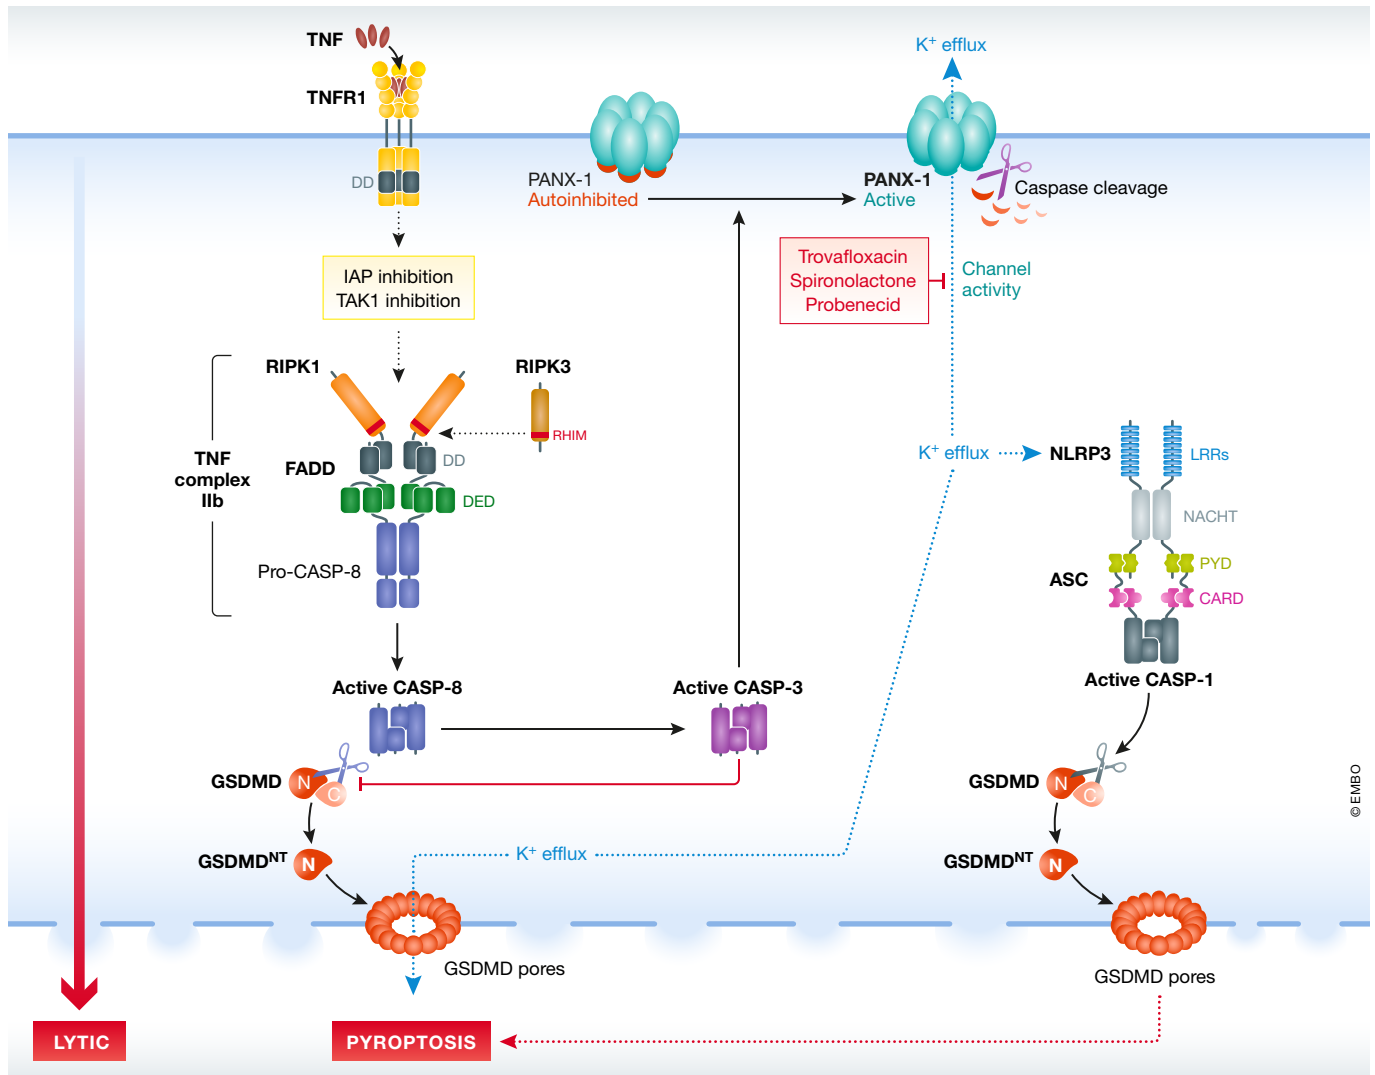 TNF
TNFR1
DD
IAP inhibition
TAK1 inhibition
K⁺ efflux
PANX-1
Autoinhibited
PANX-1
Active
Caspase cleavage
Trovafloxacin
Spironolactone
Probenecid
Channel
activity
RIPK1
RIPK3
RHIM
TNF
complex
IIb
FADD
DD
DED
Pro-CASP-8
K⁺ efflux
NLRP3
LRRs
NACHT
PYD
ASC
CARD
Active CASP-8
Active CASP-3
Active CASP-1
GSDMD
N
C
GSDMD
N
C
GSDMDᴺᵀ
N
K⁺ efflux
GSDMDᴺᵀ
N
GSDMD pores
GSDMD pores
LYTIC
PYROPTOSIS
© EMBO